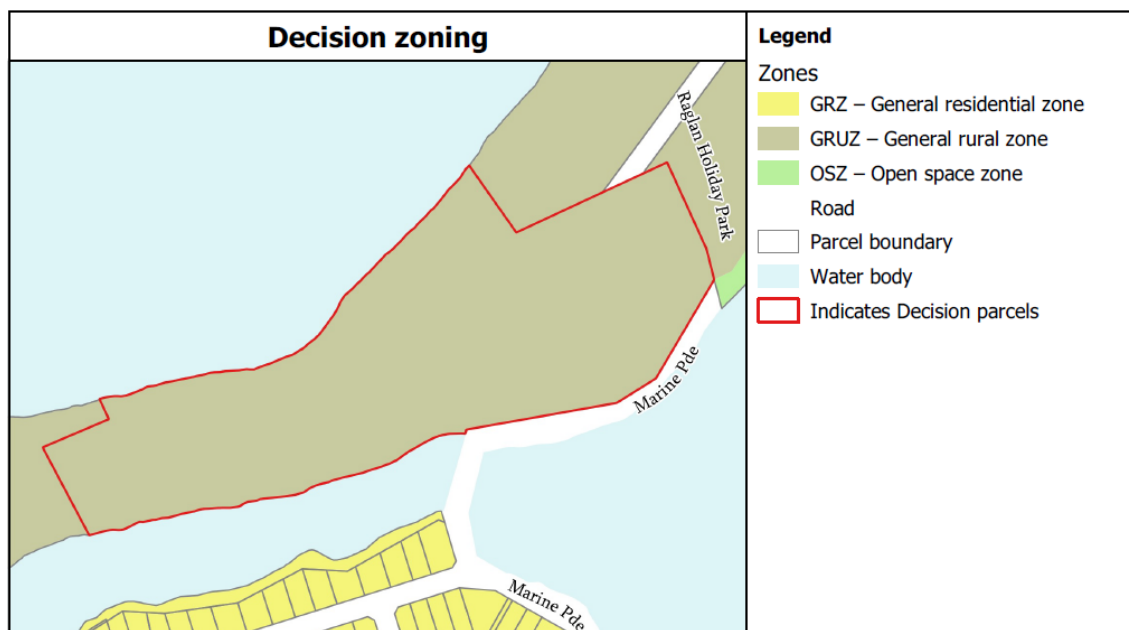 Decision zoning
Raglan Holiday Park
Marine Pde
Marine Pde
Legend
Zones
GRZ – General residential zone
GRUZ – General rural zone
OSZ – Open space zone
Road
Parcel boundary
Water body
Indicates Decision parcels